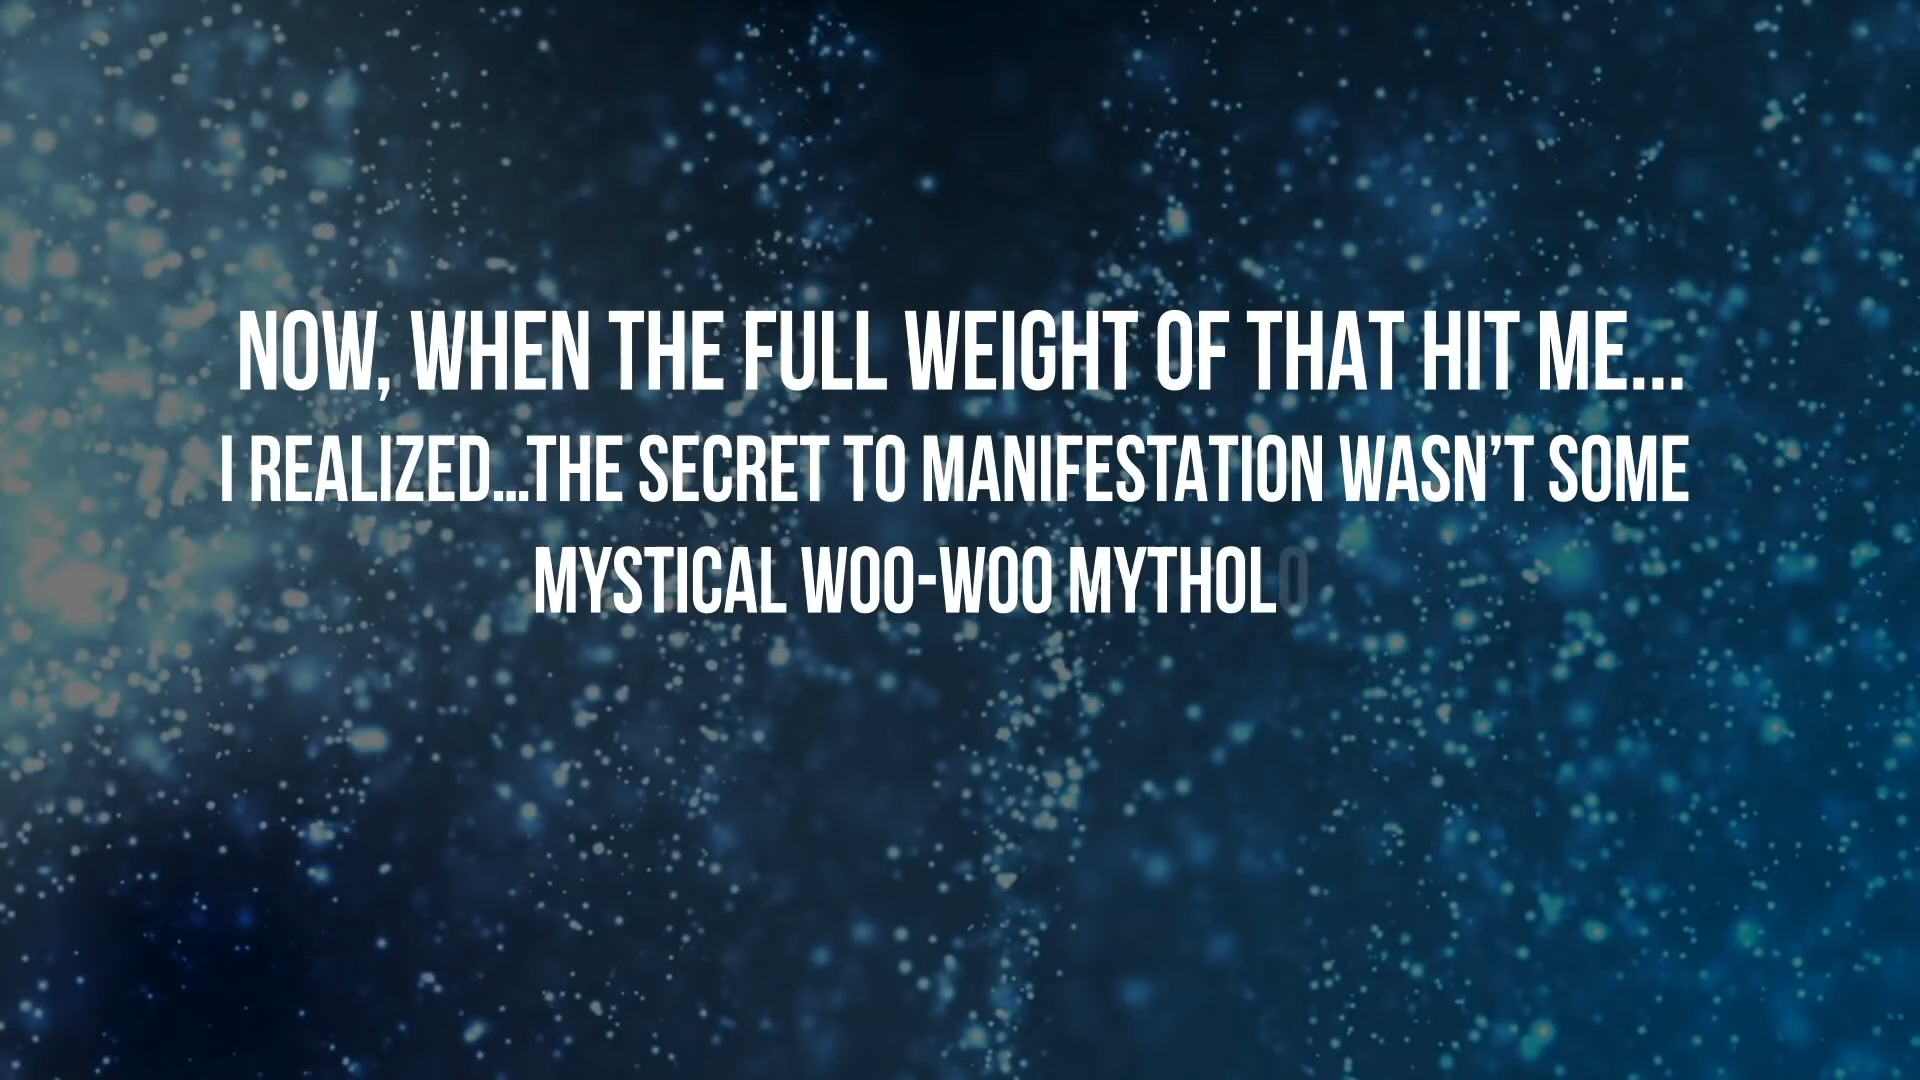 NOW, WHEN THE FULL WEIGHT OF THAT HIT ME...
I REALIZED...THE SECRET TO MANIFESTATION WASN’T SOME
MYSTICAL WOO-WOO MYTHOLO